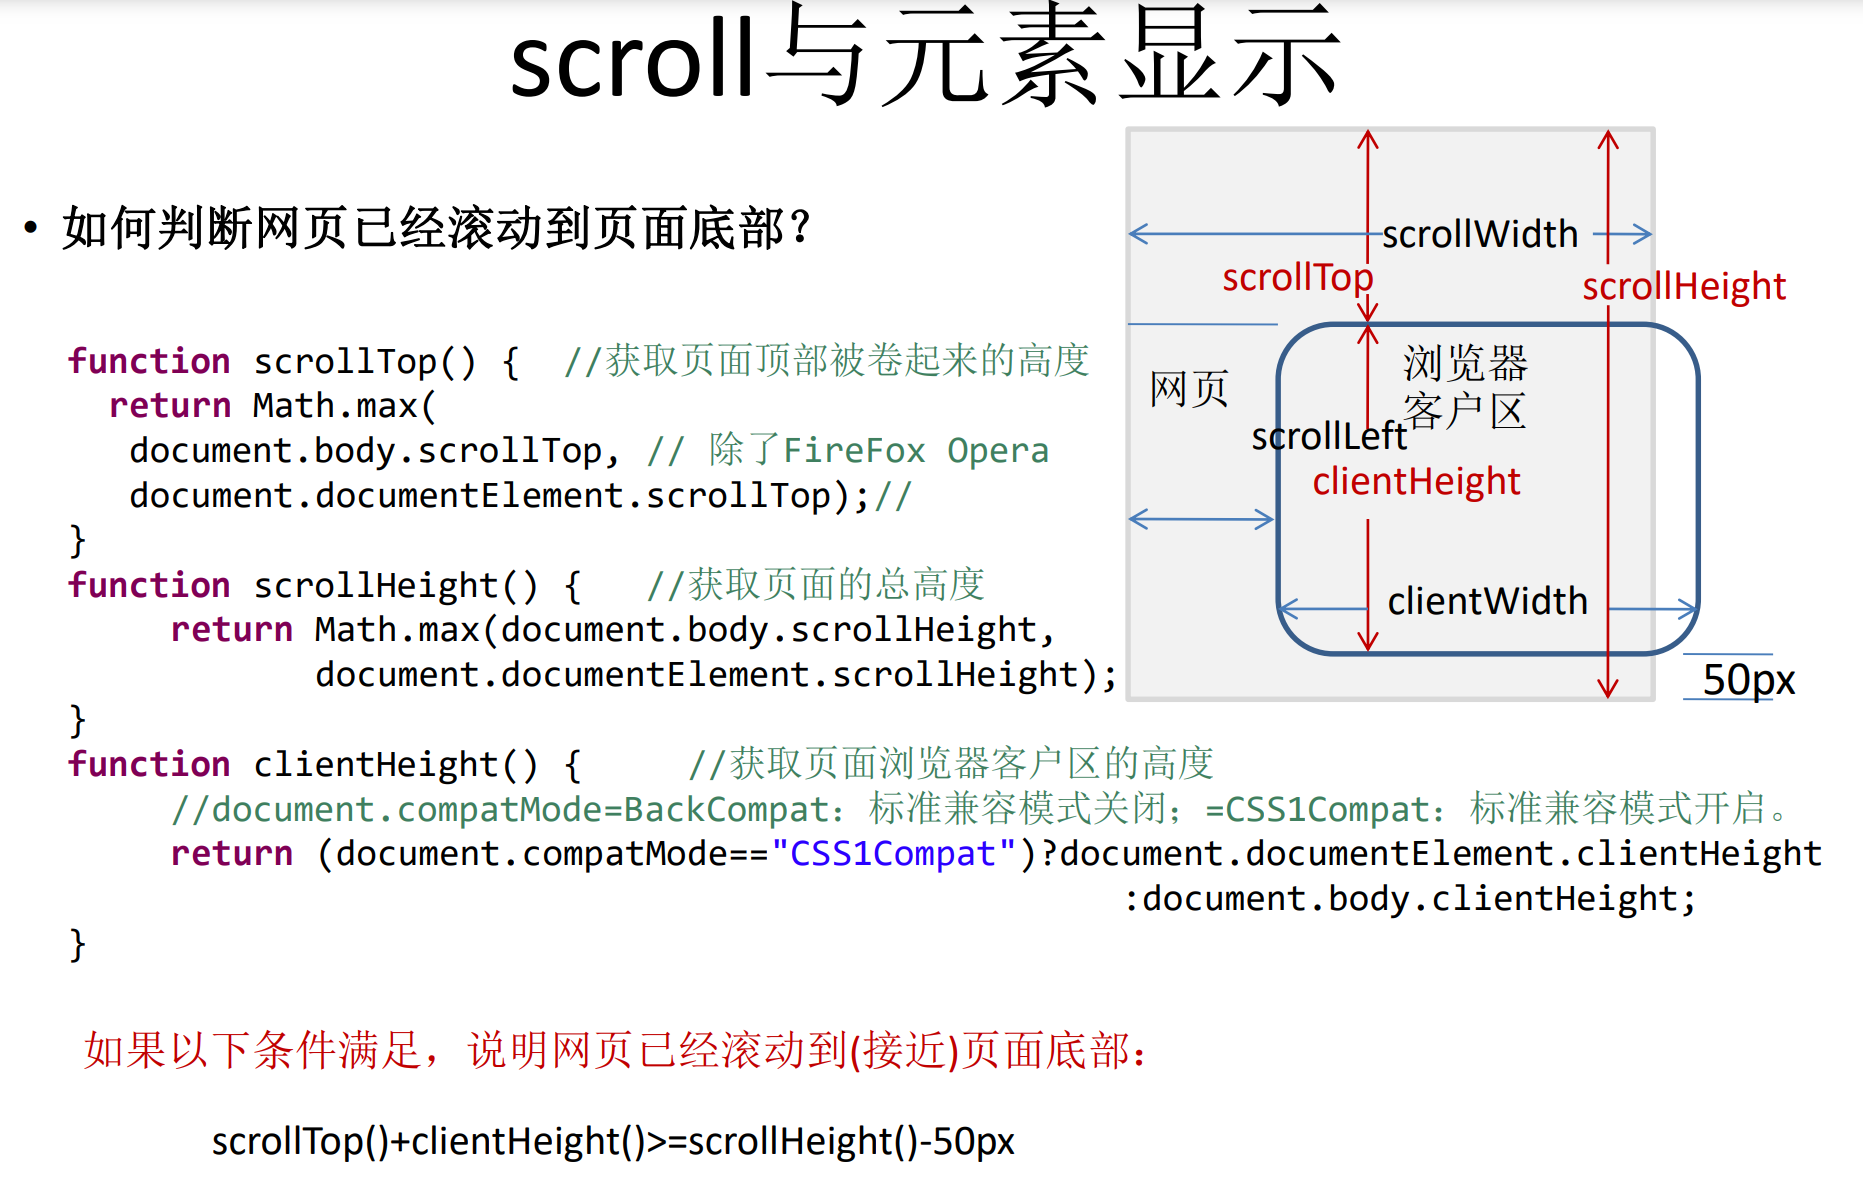 scroll与元素显示
• 如何判断网页已经滚动到页面底部？
function scrollTop() {  //获取页面顶部被卷起来的高度
return Math.max(
document.body.scrollTop, // 除了FireFox Opera
document.documentElement.scrollTop);//
}
function scrollHeight() {   //获取页面的总高度
return Math.max(document.body.scrollHeight,
document.documentElement.scrollHeight);
}
function clientHeight() {     //获取页面浏览器客户区的高度
//document.compatMode=BackCompat：标准兼容模式关闭；=CSS1Compat：标准兼容模式开启。
return (document.compatMode=="CSS1Compat")?document.documentElement.clientHeight
:document.body.clientHeight;
}
如果以下条件满足，说明网页已经滚动到(接近)页面底部：
scrollTop()+clientHeight()>=scrollHeight()-50px
scrollWidth
scrollTop
scrollHeight
网页
浏览器
客户区
scrollLeft
clientHeight
clientWidth
50px